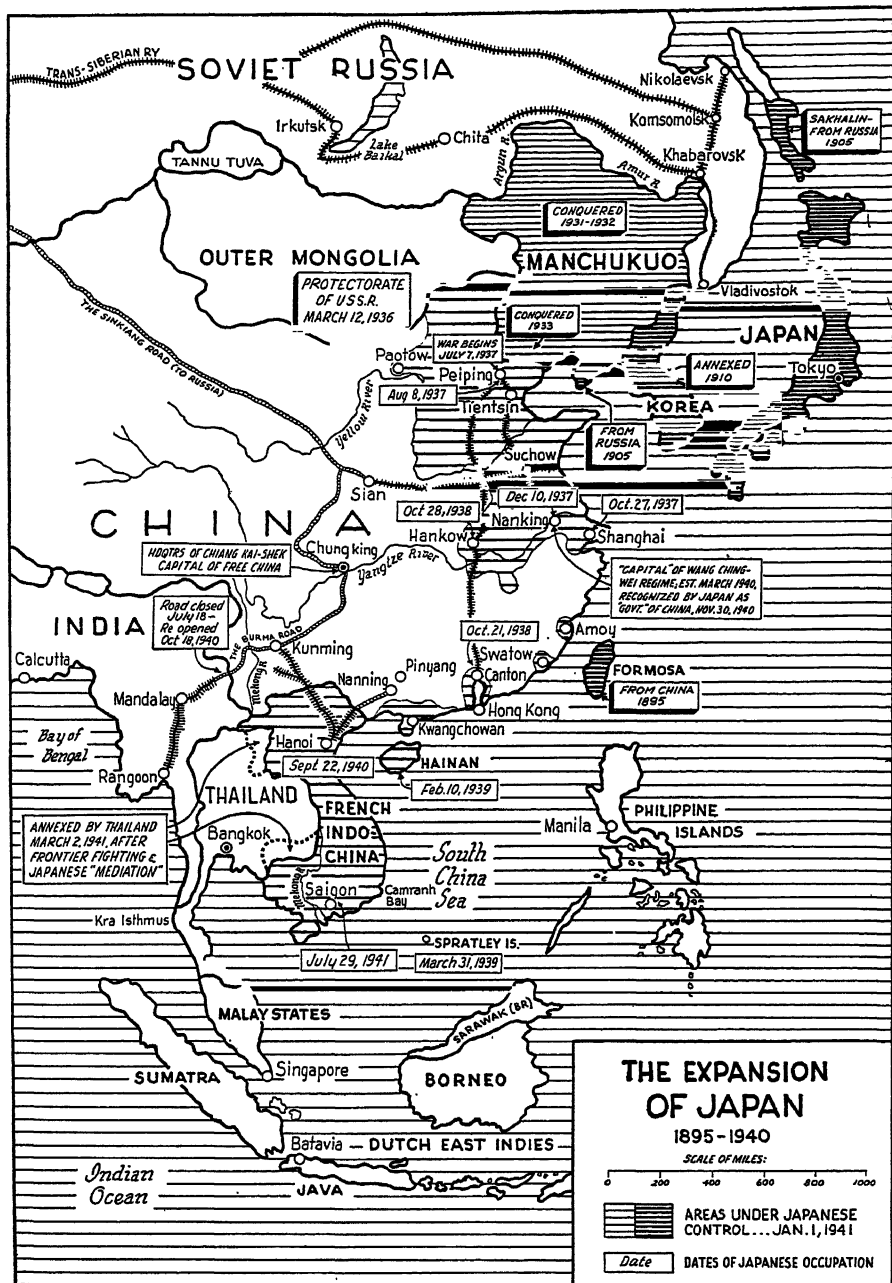 TRANS-SIBERIAN RY
SOVIET RUSSIA
Nikolaevsk
Irkutsk
Lake
Baikal
Chita
Argun R.
Amur R
Komsomolsk
Khabarovsk
SAKHALIN-
FROM RUSSIA
1905
TANNU TUVA
CONQUERED
1931-1932
OUTER MONGOLIA
MANCHUKUO
PROTECTORATE
OF U.S.S.R.
MARCH 12, 1936
Vladivostok
THE SINKIANG ROAD (TO RUSSIA)
CONQUERED
1933
JAPAN
WAR BEGINS
JULY 7, 1937
Paotow
Peiping
ANNEXED
1910
Tokyo
Aug 8, 1937
Tientsin
KOREA
Yellow River
FROM
RUSSIA
1905
Suchow
Sian
Oct 28, 1938
Dec 10, 1937
Oct. 27, 1937
CHINA
Nanking
Hankow
Shanghai
HDQTRS OF CHIANG KAI-SHEK
CAPITAL OF FREE CHINA
Chungking
Yangtze River
"CAPITAL" OF WANG CHING-
WEI REGIME; EST. MARCH 1940,
RECOGNIZED BY JAPAN AS
"GOVT." OF CHINA, NOV. 30, 1940
Road closed
July 18-
Re opened
Oct 18, 1940
INDIA
THE BURMA ROAD
Kunming
Oct. 21, 1938
Amoy
Calcutta
Mekong R.
Nanning
Pinyang
Swatow
Canton
FORMOSA
FROM CHINA
1895
Mandalay
Hong Kong
Kwangchowan
Bay of
Bengal
Hanoi
HAINAN
Rangoon
Sept 22, 1940
Feb. 10, 1939
THAILAND
FRENCH
INDO-
CHINA
ANNEXED BY THAILAND
MARCH 2, 1941, AFTER
FRONTIER FIGHTING &
JAPANESE "MEDIATION"
Bangkok
Manila
PHILIPPINE
ISLANDS
South
China
Sea
Mekong R
Saigon
Camranh
Bay
Kra Isthmus
SPRATLEY IS.
July 29, 1941
March 31, 1939
MALAY STATES
SARAWAK (BR)
SUMATRA
Singapore
BORNEO
Batavia
DUTCH EAST INDIES
Indian
Ocean
JAVA
THE EXPANSION
OF JAPAN
1895-1940
SCALE OF MILES:
0 200 400 600 800 1000
AREAS UNDER JAPANESE
CONTROL...JAN. 1, 1941
Date DATES OF JAPANESE OCCUPATION